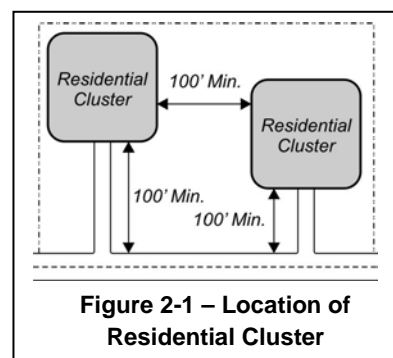 Residential
Cluster
100' Min.
Residential
Cluster
100' Min.
100' Min.
Figure 2-1 – Location of
Residential Cluster